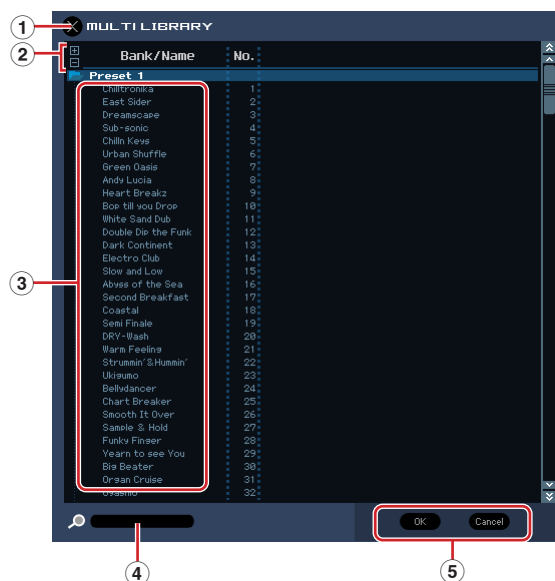 1 MULTI LIBRARY
2 Bank/Name No.
Preset 1
Chilltronika 1
East Sider 2
Dreamscape 3
Sub-sonic 4
Chilln Keys 5
Urban Shuffle 6
Green Oasis 7
Andy Lucia 8
Heart Breakz 9
Bop till you Drop 10
White Sand Dub 11
Double Dip the Funk 12
Dark Continent 13
Electro Club 14
Slow and Low 15
3 Abyss of the Sea 16
Second Breakfast 17
Coastal 18
Semi Finale 19
DRY-Wash 20
Warm Feeling 21
Strummin'&Hummin' 22
Ukigumo 23
Bellydancer 24
Chart Breaker 25
Smooth It Over 26
Sample & Hold 27
Funky Finger 28
Yearn to see You 29
Big Beater 30
Organ Cruise 31
32
OK Cancel
4 5